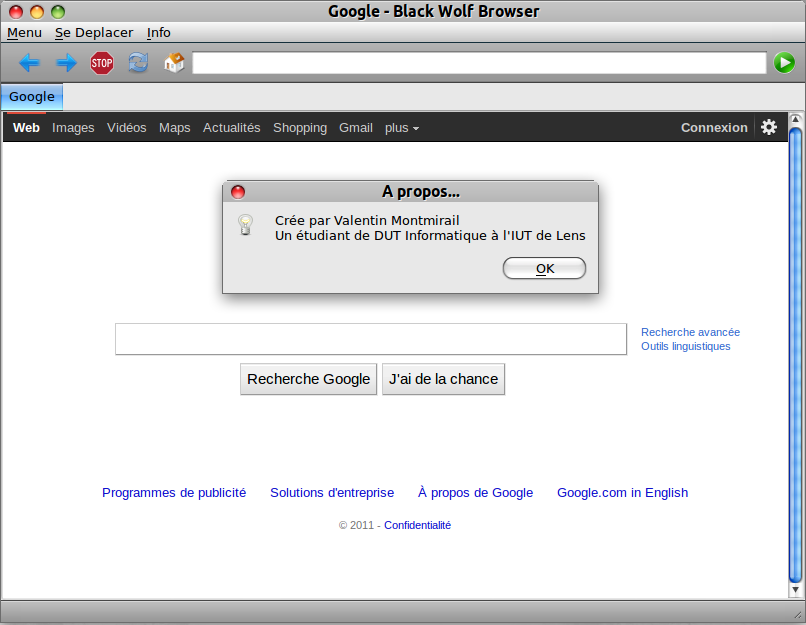 Google - Black Wolf Browser
Menu Se Deplacer Info
STOP
Google
Web Images Vidéos Maps Actualités Shopping Gmail plus Connexion
A propos...
Crée par Valentin Montmirail
Un étudiant de DUT Informatique à l'IUT de Lens
OK
Recherche avancée
Outils linguistiques
Recherche Google J'ai de la chance
Programmes de publicité Solutions d'entreprise À propos de Google Google.com in English
© 2011 - Confidentialité